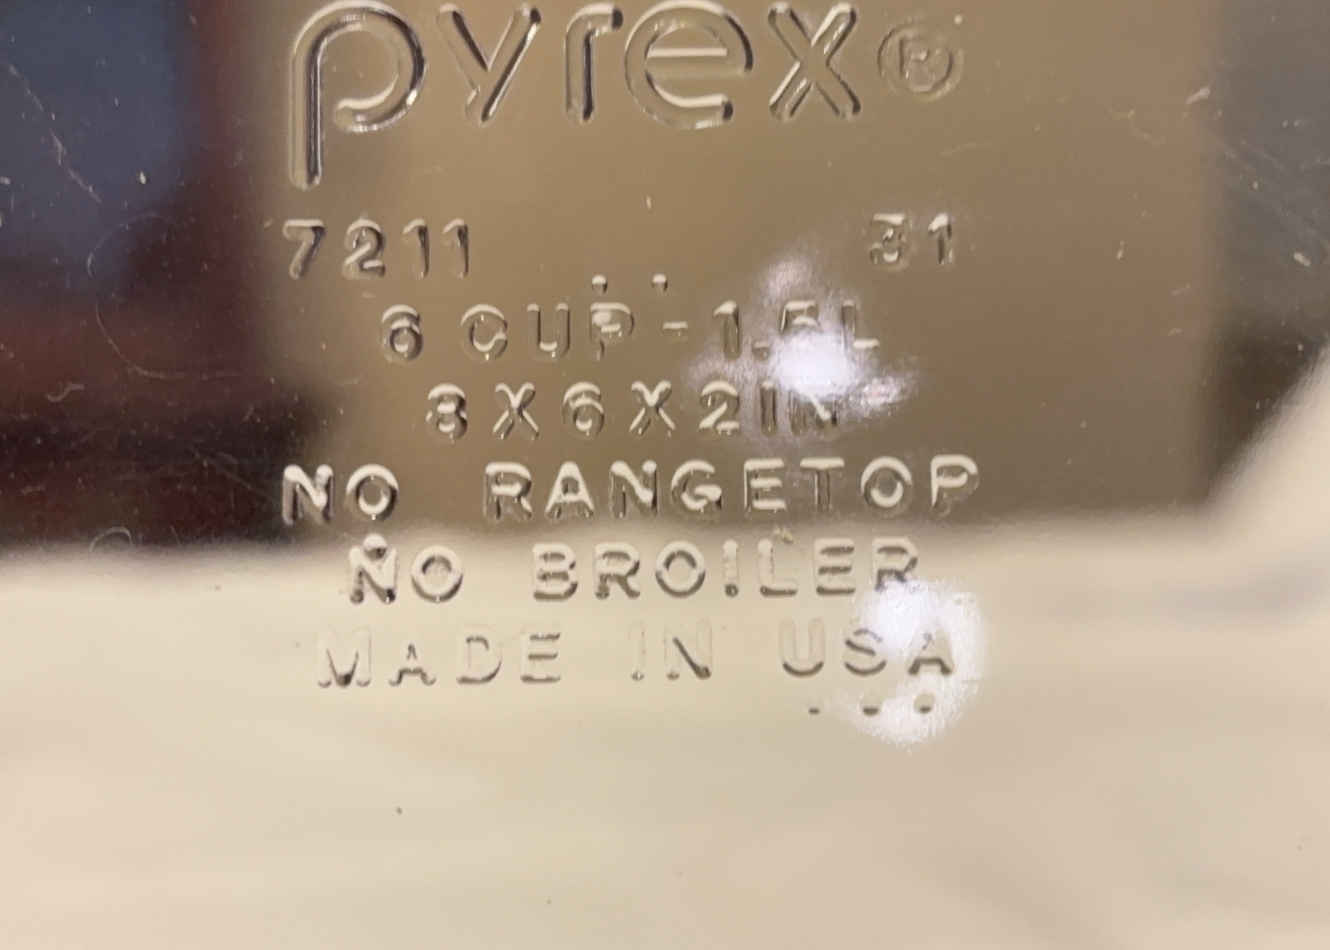 pyrex®
7211 31
6 CUP - 1.5L
8X6X2IN
NO RANGETOP
NO BROILER
MADE IN USA